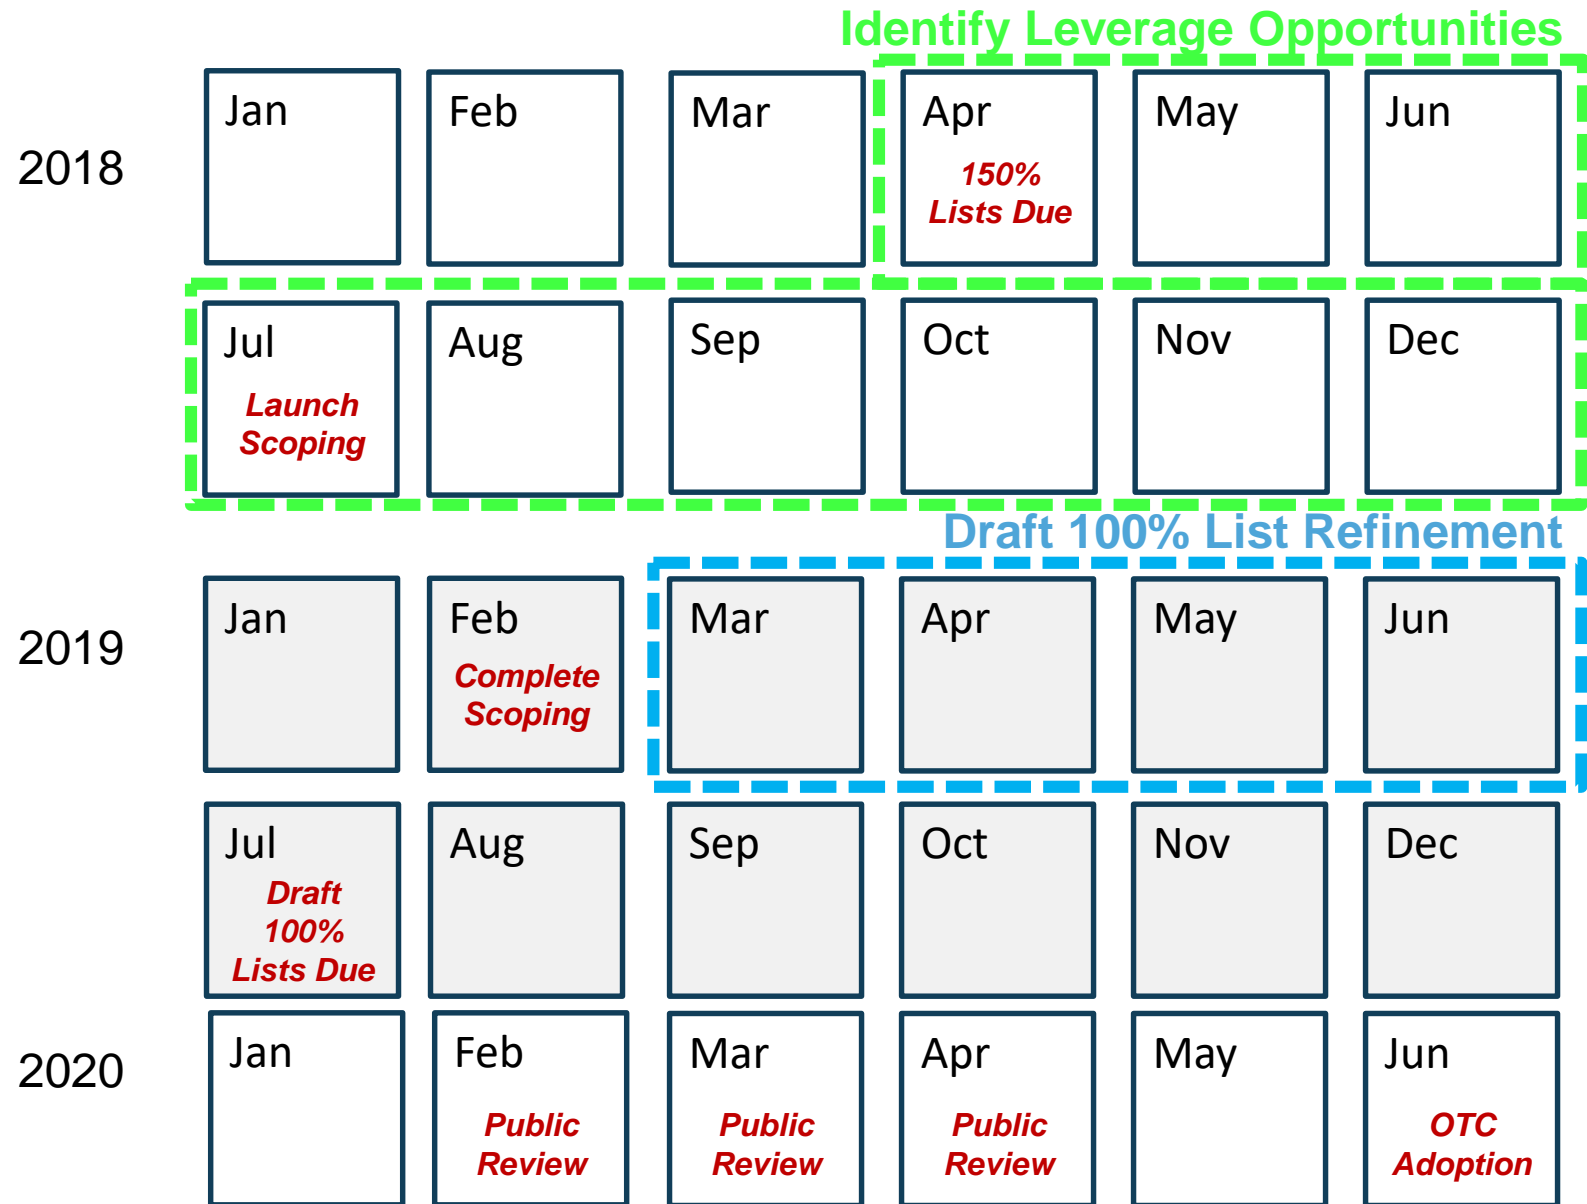 Identify Leverage Opportunities
2018
Jan
Feb
Mar
Apr
150%
Lists Due
May
Jun
Jul
Launch
Scoping
Aug
Sep
Oct
Nov
Dec
Draft 100% List Refinement
2019
Jan
Feb
Complete
Scoping
Mar
Apr
May
Jun
Jul
Draft
100%
Lists Due
Aug
Sep
Oct
Nov
Dec
2020
Jan
Feb
Public
Review
Mar
Public
Review
Apr
Public
Review
May
Jun
OTC
Adoption